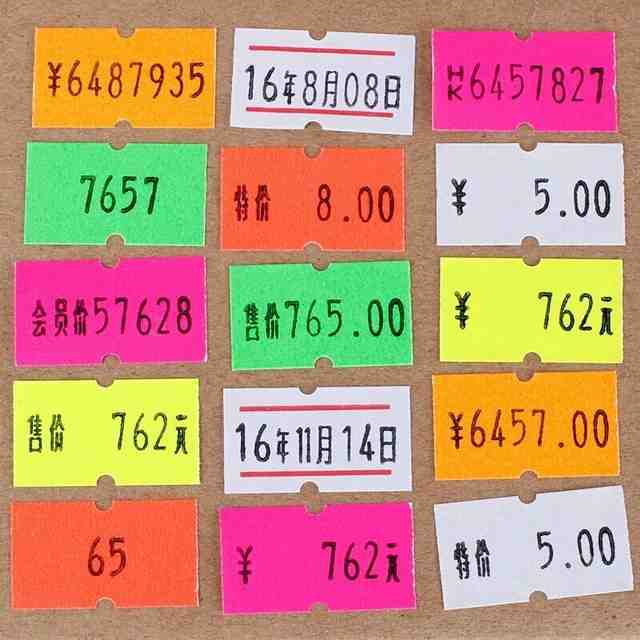 ¥6487935
16年8月08日
HK6457827
7657
特价 8.00
¥ 5.00
会员价57628
售价765.00
¥ 762元
售价 762元
16年11月14日
¥6457.00
65
¥ 762元
特价 5.00